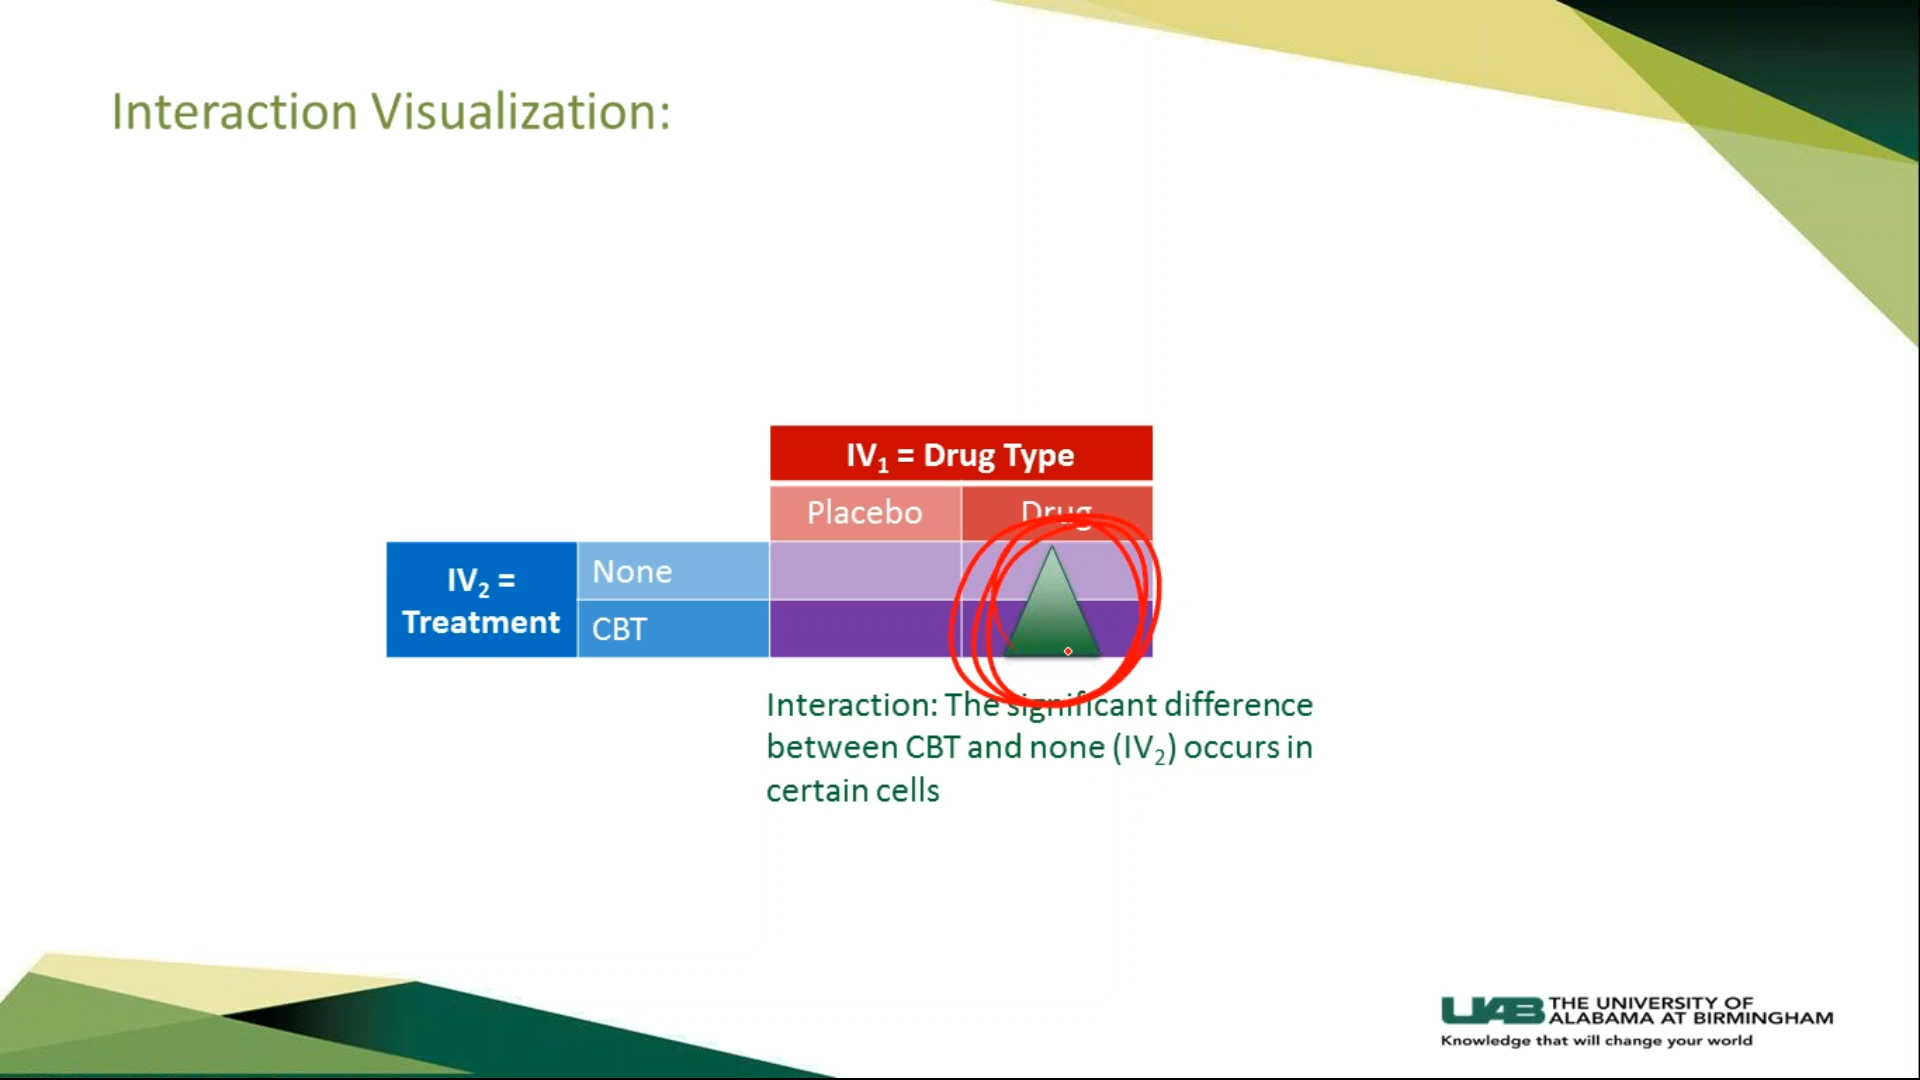 Interaction Visualization:
IV₁ = Drug Type
Placebo Drug
IV₂ =
Treatment
None
CBT
Interaction: The significant difference
between CBT and none (IV₂) occurs in
certain cells
UAB THE UNIVERSITY OF
ALABAMA AT BIRMINGHAM
Knowledge that will change your world